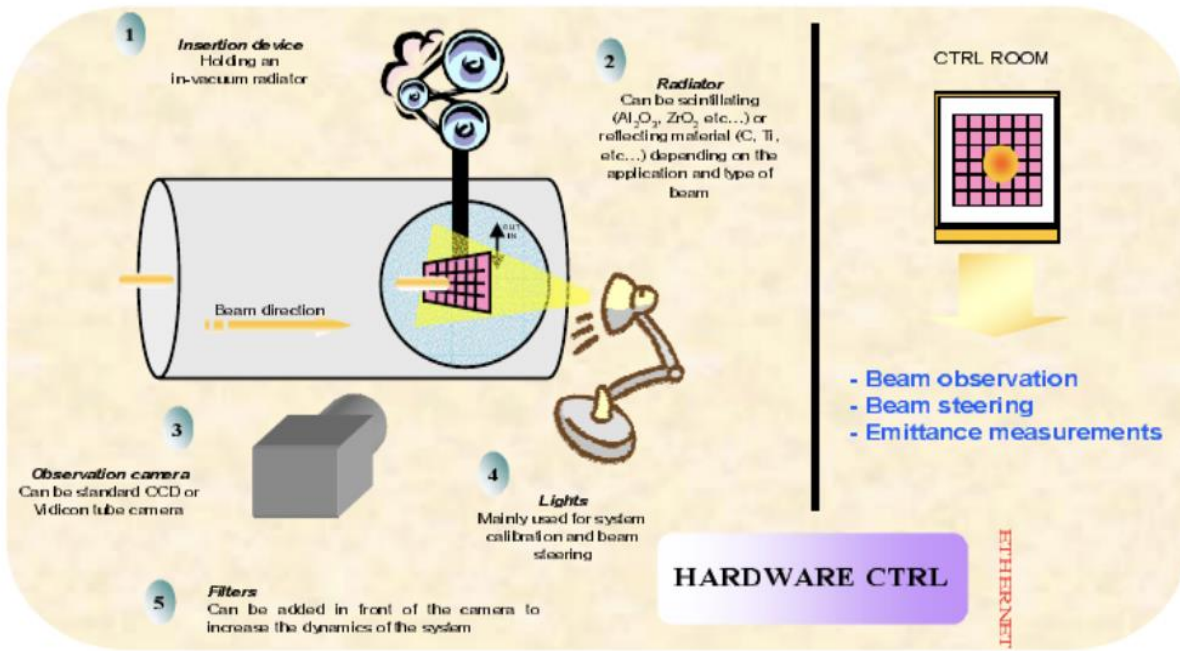 1
Insertion device
Holding an
in-vacuum radiator
2
Radiator
Can be scintillating
(Al₂O₃, ZrO₂ etc...) or
reflecting material (C, Ti,
etc...) depending on the
application and type of
beam
CTRL ROOM
OUT
IN
Beam direction
- Beam observation
- Beam steering
- Emittance measurements
3
Observation camera
Can be standard CCD or
Vidicon tube camera
4
Lights
Mainly used for system
calibration and beam
steering
5
Filters
Can be added in front of the camera to
increase the dynamics of the system
HARDWARE CTRL
ETHERNET